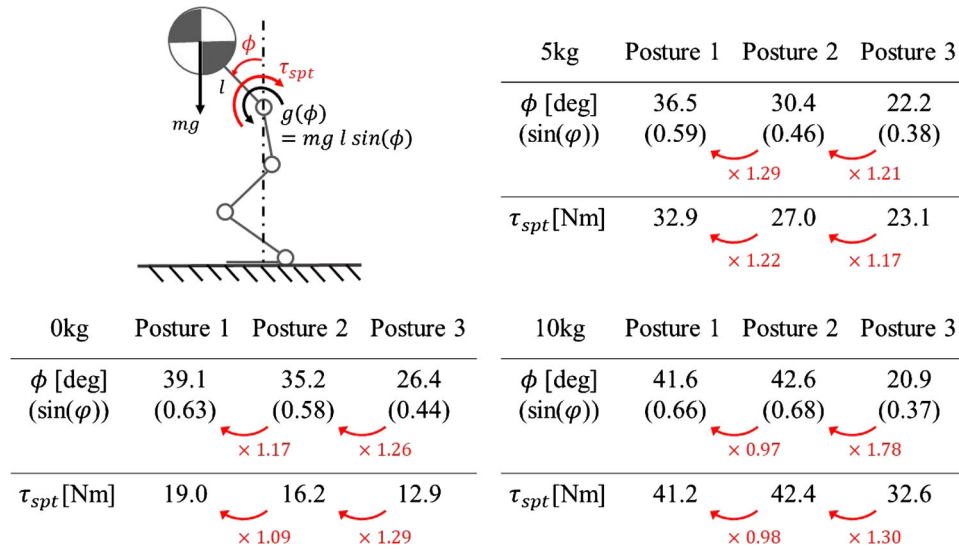 ϕ
τ_spt
l
mg
g(ϕ)
= mg l sin(ϕ)
5kg Posture 1 Posture 2 Posture 3
ϕ [deg] 36.5 30.4 22.2
(sin(φ)) (0.59) (0.46) (0.38)
× 1.29 × 1.21
τ_spt[Nm] 32.9 27.0 23.1
× 1.22 × 1.17
0kg Posture 1 Posture 2 Posture 3
ϕ [deg] 39.1 35.2 26.4
(sin(φ)) (0.63) (0.58) (0.44)
× 1.17 × 1.26
τ_spt[Nm] 19.0 16.2 12.9
× 1.09 × 1.29
10kg Posture 1 Posture 2 Posture 3
ϕ [deg] 41.6 42.6 20.9
(sin(φ)) (0.66) (0.68) (0.37)
× 0.97 × 1.78
τ_spt[Nm] 41.2 42.4 32.6
× 0.98 × 1.30